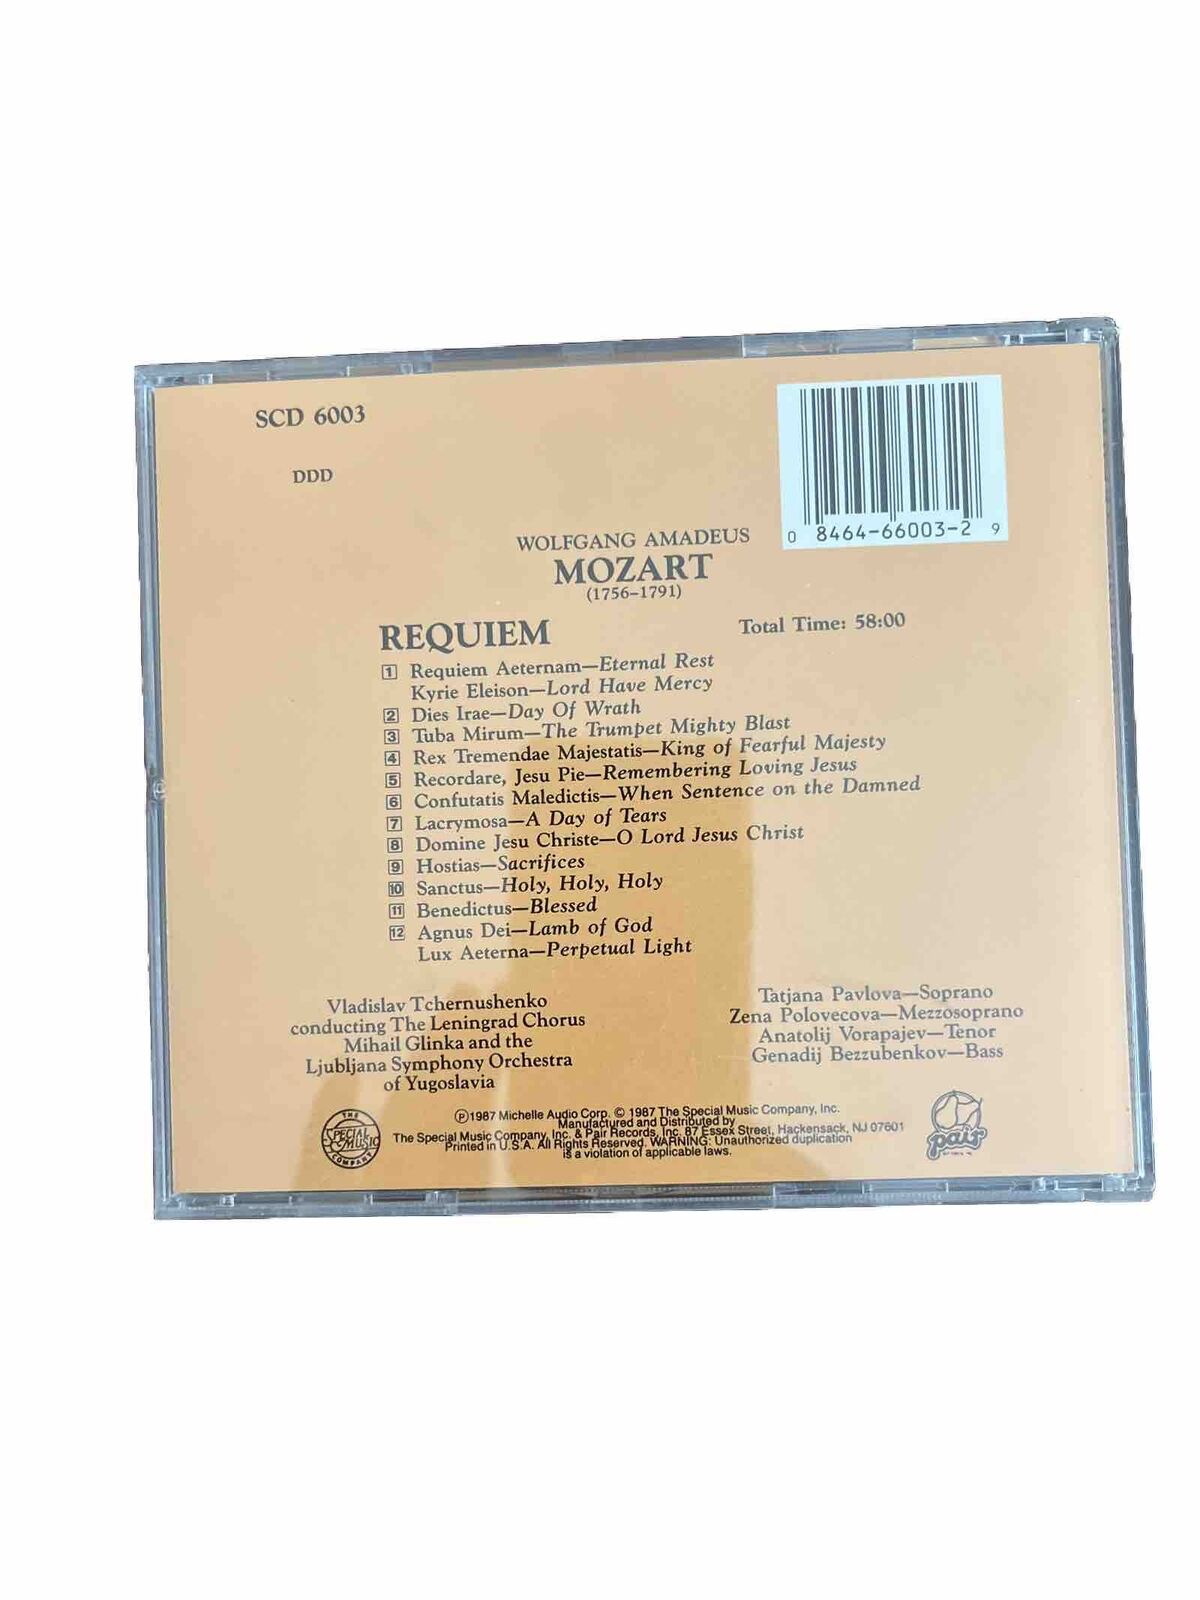 SCD 6003
DDD
0 8464-66003-2 9
WOLFGANG AMADEUS
MOZART
(1756–1791)
REQUIEM
Total Time: 58:00
1 Requiem Aeternam—Eternal Rest
Kyrie Eleison—Lord Have Mercy
2 Dies Irae—Day Of Wrath
3 Tuba Mirum—The Trumpet Mighty Blast
4 Rex Tremendae Majestatis—King of Fearful Majesty
5 Recordare, Jesu Pie—Remembering Loving Jesus
6 Confutatis Maledictis—When Sentence on the Damned
7 Lacrymosa—A Day of Tears
8 Domine Jesu Christe—O Lord Jesus Christ
9 Hostias—Sacrifices
10 Sanctus—Holy, Holy, Holy
11 Benedictus—Blessed
12 Agnus Dei—Lamb of God
Lux Aeterna—Perpetual Light
Vladislav Tchernushenko
conducting The Leningrad Chorus
Mihail Glinka and the
Ljubljana Symphony Orchestra
of Yugoslavia
Tatjana Pavlova—Soprano
Zena Polovecova—Mezzosoprano
Anatolij Vorapajev—Tenor
Genadij Bezzubenkov—Bass
THE
SPECIAL
MUSIC
COMPANY
℗1987 Michelle Audio Corp. © 1987 The Special Music Company, Inc.
Manufactured and Distributed by
The Special Music Company, Inc. & Pair Records, Inc. 87 Essex Street, Hackensack, NJ 07601
Printed in U.S.A. All Rights Reserved. WARNING: Unauthorized duplication
is a violation of applicable laws.
pair